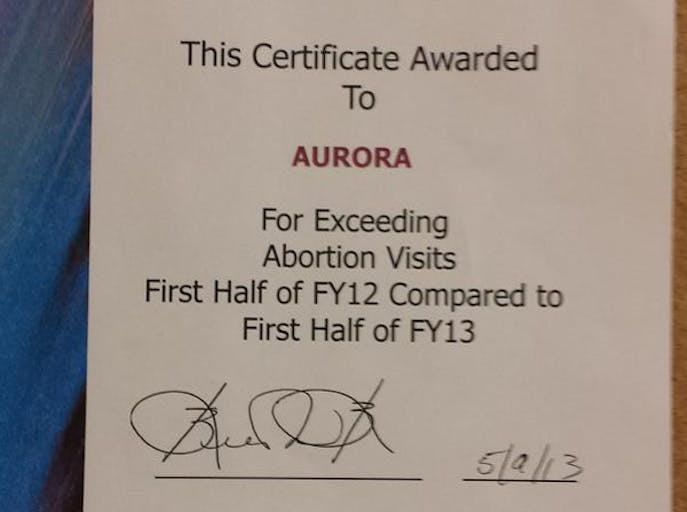 This Certificate Awarded
To
AURORA
For Exceeding
Abortion Visits
First Half of FY12 Compared to
First Half of FY13
5/9/13